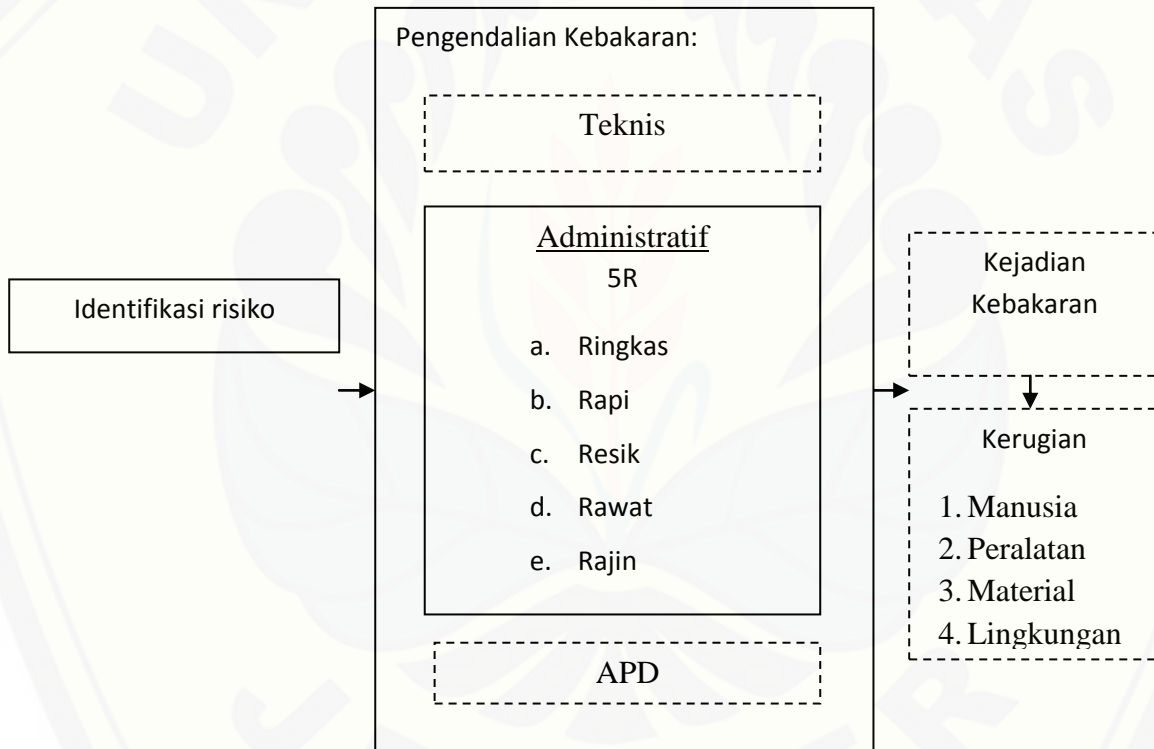 Pengendalian Kebakaran:
Teknis
Administratif
5R
a. Ringkas
b. Rapi
c. Resik
d. Rawat
e. Rajin
APD
Identifikasi risiko
Kejadian
Kebakaran
Kerugian
1. Manusia
2. Peralatan
3. Material
4. Lingkungan